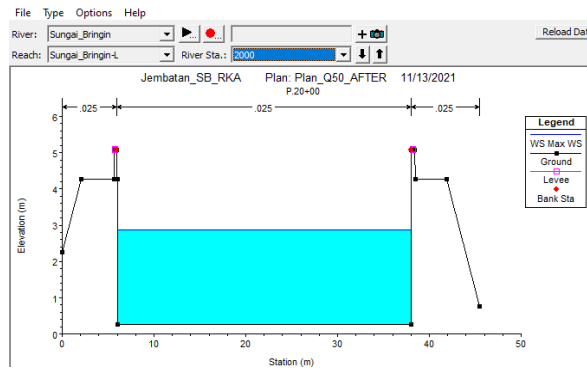 File Type Options Help
River: Sungai_Bringin
Reload Dat
Reach: Sungai_Bringin-L River Sta.: 2000
Jembatan_SB_RKA Plan: Plan_Q50_AFTER 11/13/2021
P.20+00
.025 .025 .025
Legend
WS Max WS
Ground
Levee
Bank Sta
Elevation (m)
6
5
4
3
2
1
0
0 10 20 30 40 50
Station (m)